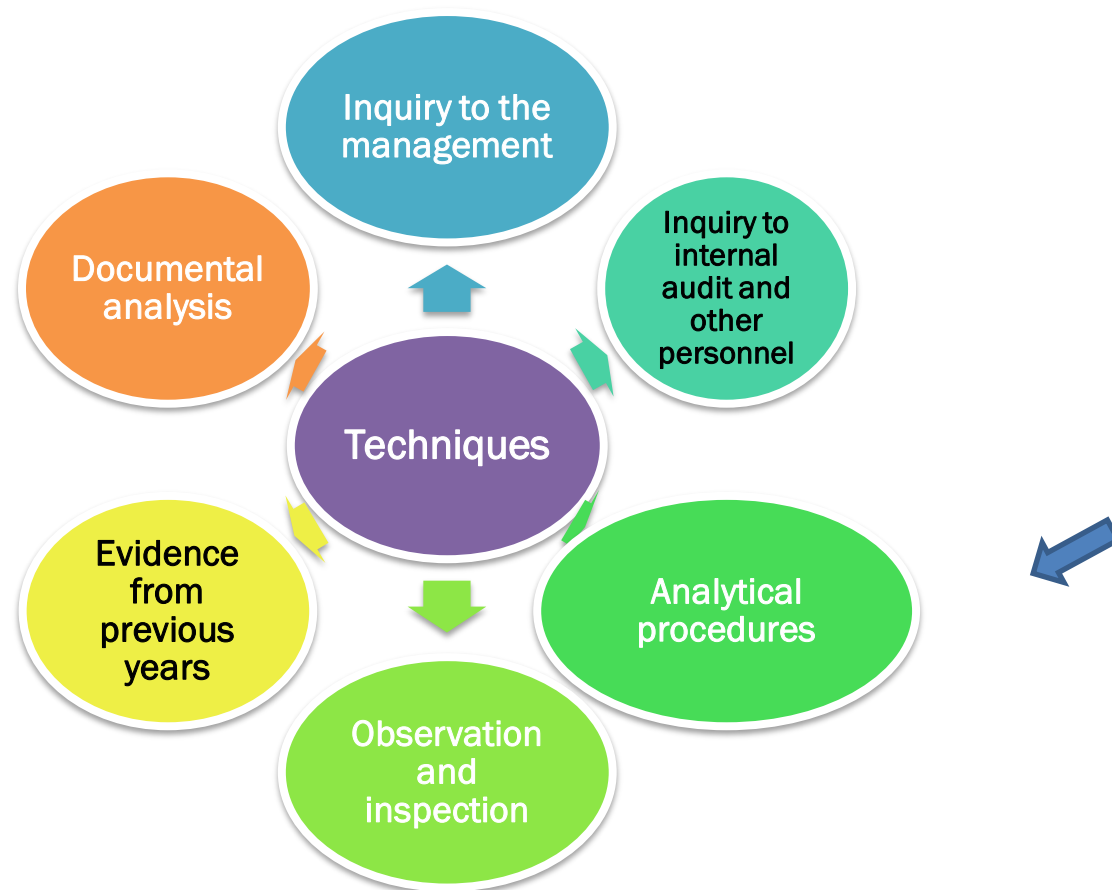 Inquiry to the
management
Inquiry to
internal
audit and
other
personnel
Documental
analysis
Techniques
Evidence
from
previous
years
Analytical
procedures
Observation
and
inspection